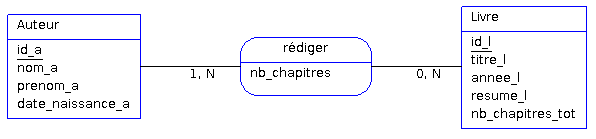 Auteur
id_a
nom_a
prenom_a
date_naissance_a
1, N
rédiger
nb_chapitres
0, N
Livre
id_l
titre_l
annee_l
resume_l
nb_chapitres_tot